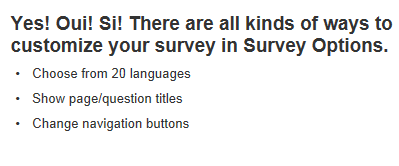 Yes! Oui! Si! There are all kinds of ways to
customize your survey in Survey Options.
• Choose from 20 languages
• Show page/question titles
• Change navigation buttons